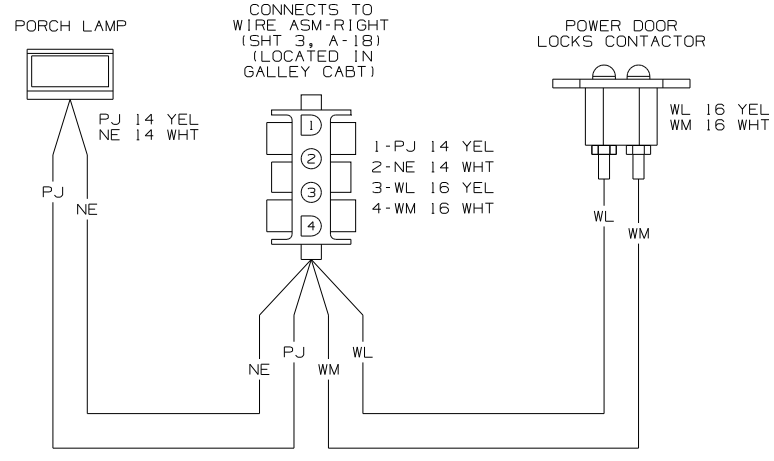 PORCH LAMP
PJ 14 YEL
NE 14 WHT
PJ
NE
CONNECTS TO
WIRE ASM-RIGHT
(SHT 3, A-18)
(LOCATED IN
GALLEY CABT)
1
2
3
4
1-PJ 14 YEL
2-NE 14 WHT
3-WL 16 YEL
4-WM 16 WHT
NE
PJ
WM
WL
POWER DOOR
LOCKS CONTACTOR
WL 16 YEL
WM 16 WHT
WL
WM